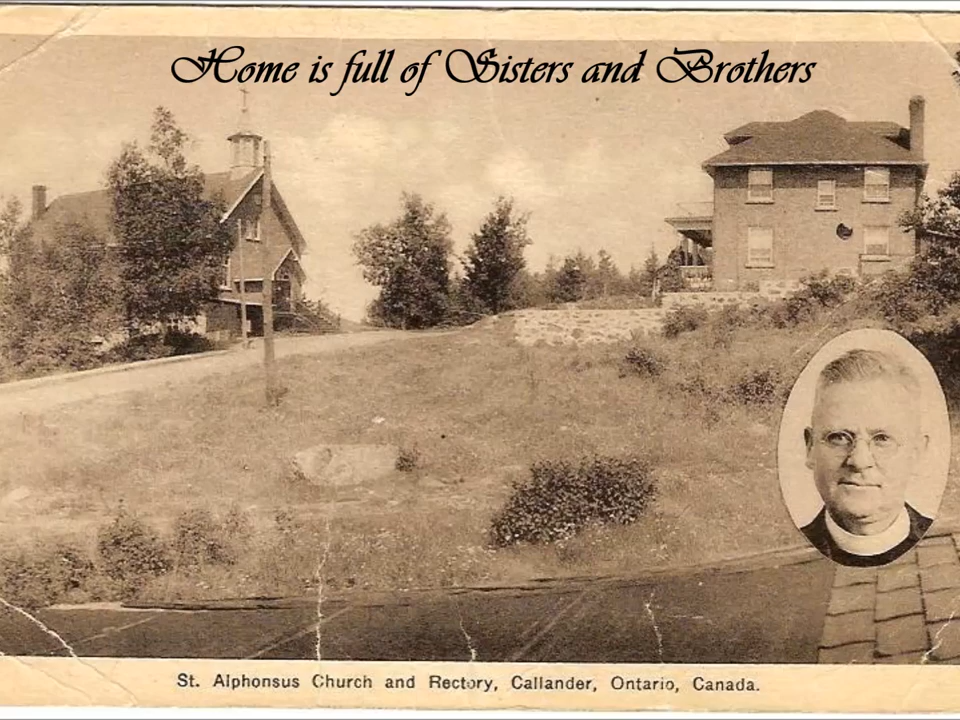 Home is full of Sisters and Brothers
St. Alphonsus Church and Rectory, Callander, Ontario, Canada.